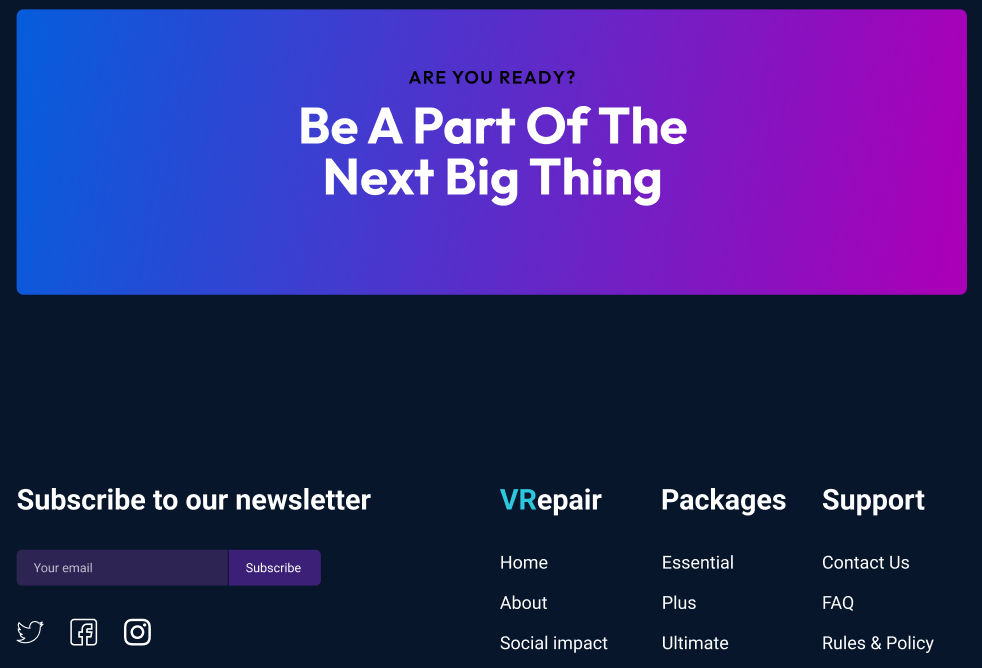 ARE YOU READY?
Be A Part Of The
Next Big Thing
Subscribe to our newsletter
Your email
Subscribe
VRepair
Home
About
Social impact
Packages
Essential
Plus
Ultimate
Support
Contact Us
FAQ
Rules & Policy